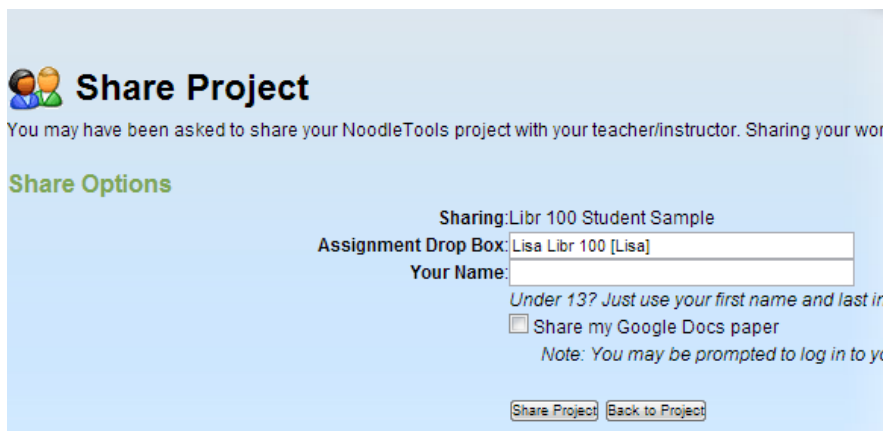 Share Project
You may have been asked to share your NoodleTools project with your teacher/instructor. Sharing your wor
Share Options
Sharing:Libr 100 Student Sample
Assignment Drop Box:Lisa Libr 100 [Lisa]
Your Name:
Under 13? Just use your first name and last in
Share my Google Docs paper
Note: You may be prompted to log in to yo
Share Project Back to Project